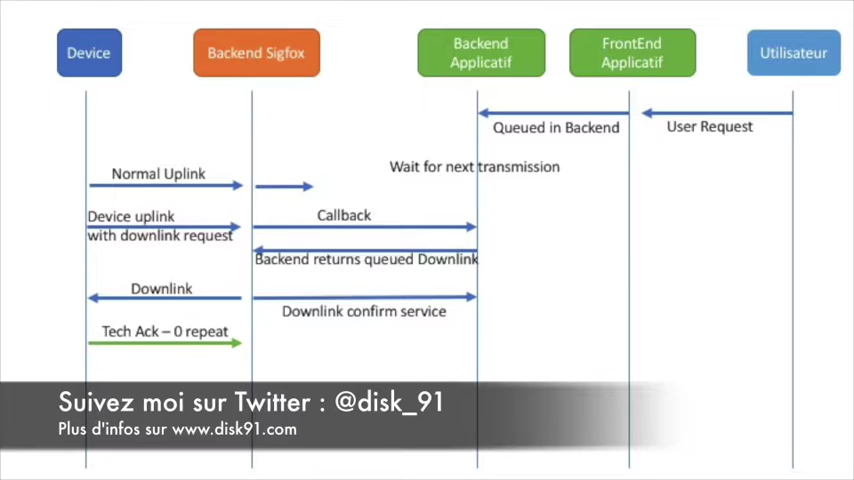 Device
Backend Sigfox
Backend
Applicatif
FrontEnd
Applicatif
Utilisateur
Queued in Backend
User Request
Wait for next transmission
Normal Uplink
Device uplink
with downlink request
Callback
Backend returns queued Downlink
Downlink
Downlink confirm service
Tech Ack – 0 repeat
Suivez moi sur Twitter : @disk_91
Plus d'infos sur www.disk91.com